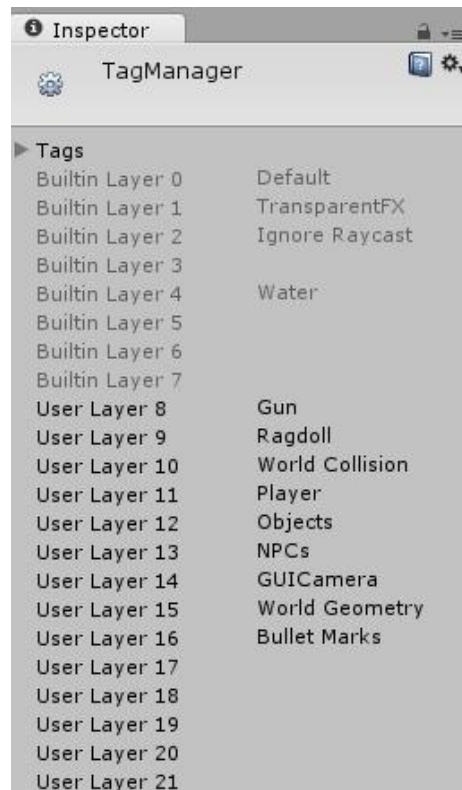 Inspector
TagManager
Tags
Builtin Layer 0 Default
Builtin Layer 1 TransparentFX
Builtin Layer 2 Ignore Raycast
Builtin Layer 3
Builtin Layer 4 Water
Builtin Layer 5
Builtin Layer 6
Builtin Layer 7
User Layer 8 Gun
User Layer 9 Ragdoll
User Layer 10 World Collision
User Layer 11 Player
User Layer 12 Objects
User Layer 13 NPCs
User Layer 14 GUICamera
User Layer 15 World Geometry
User Layer 16 Bullet Marks
User Layer 17
User Layer 18
User Layer 19
User Layer 20
User Layer 21